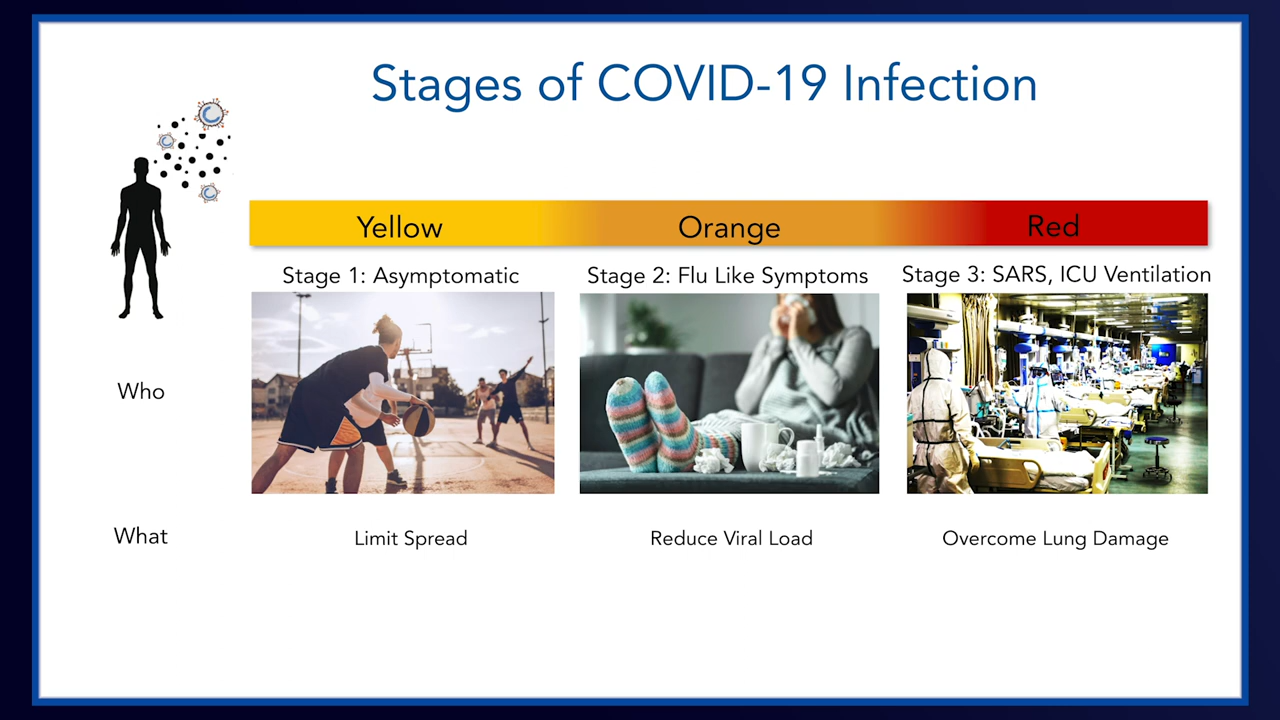 Stages of COVID-19 Infection
Yellow
Orange
Red
Stage 1: Asymptomatic
Stage 2: Flu Like Symptoms
Stage 3: SARS, ICU Ventilation
Who
What
Limit Spread
Reduce Viral Load
Overcome Lung Damage